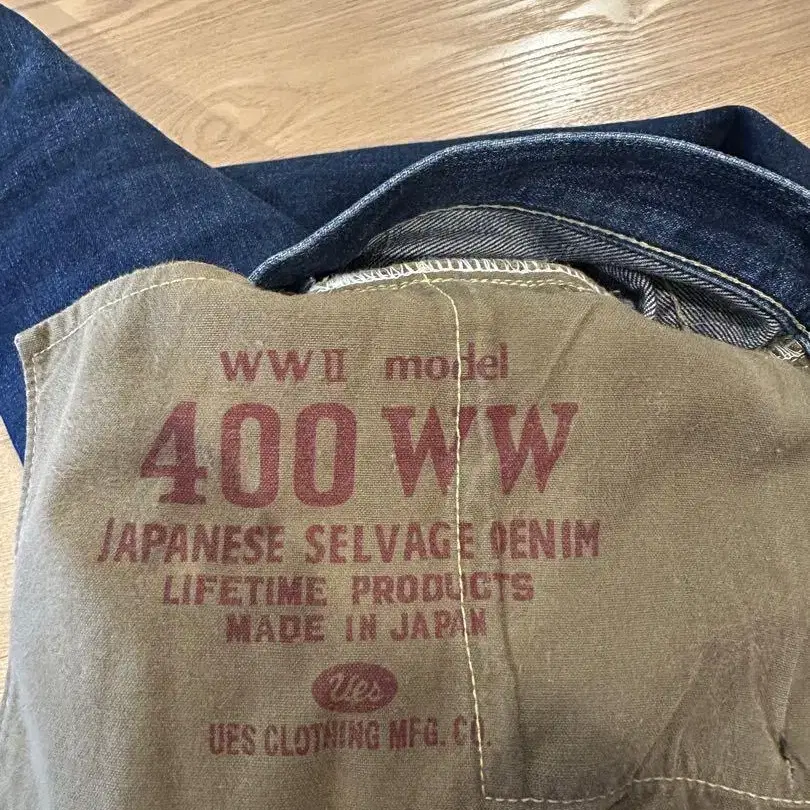 WWII model
400 WW
JAPANESE SELVAGE DENIM
LIFETIME PRODUCTS
MADE IN JAPAN
Ues
UES CLOTHING MFG. CO.